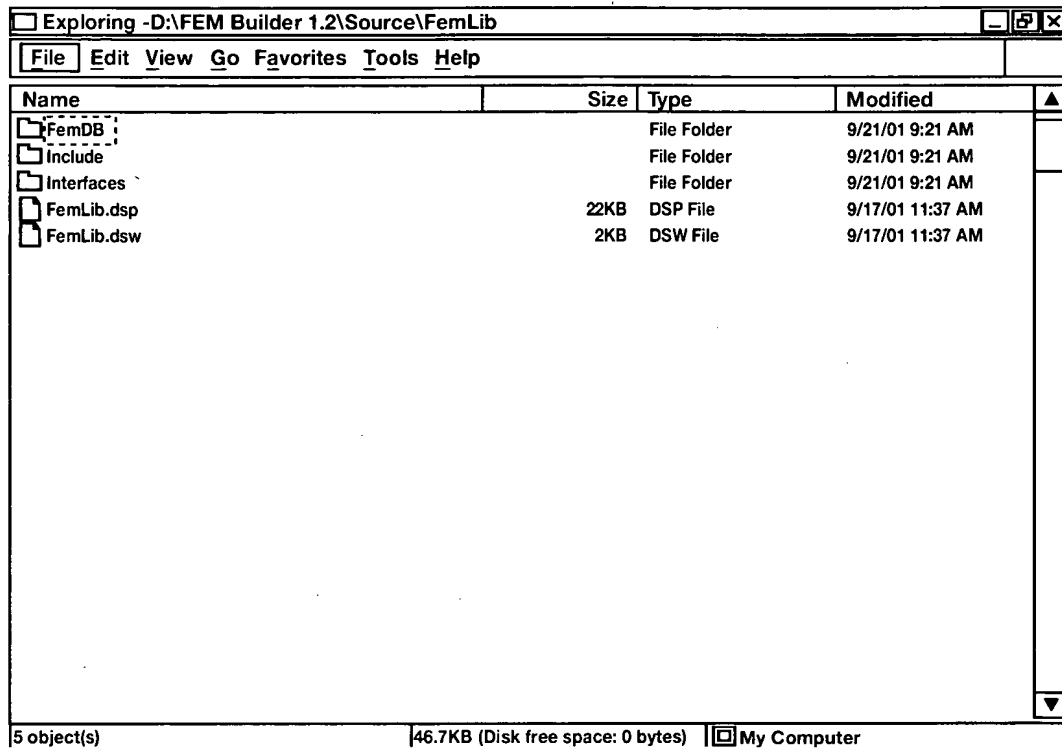 Exploring -D:\FEM Builder 1.2\Source\FemLib
File Edit View Go Favorites Tools Help
Name Size Type Modified
FemDB File Folder 9/21/01 9:21 AM
Include File Folder 9/21/01 9:21 AM
Interfaces File Folder 9/21/01 9:21 AM
FemLib.dsp 22KB DSP File 9/17/01 11:37 AM
FemLib.dsw 2KB DSW File 9/17/01 11:37 AM
5 object(s) 46.7KB (Disk free space: 0 bytes) My Computer